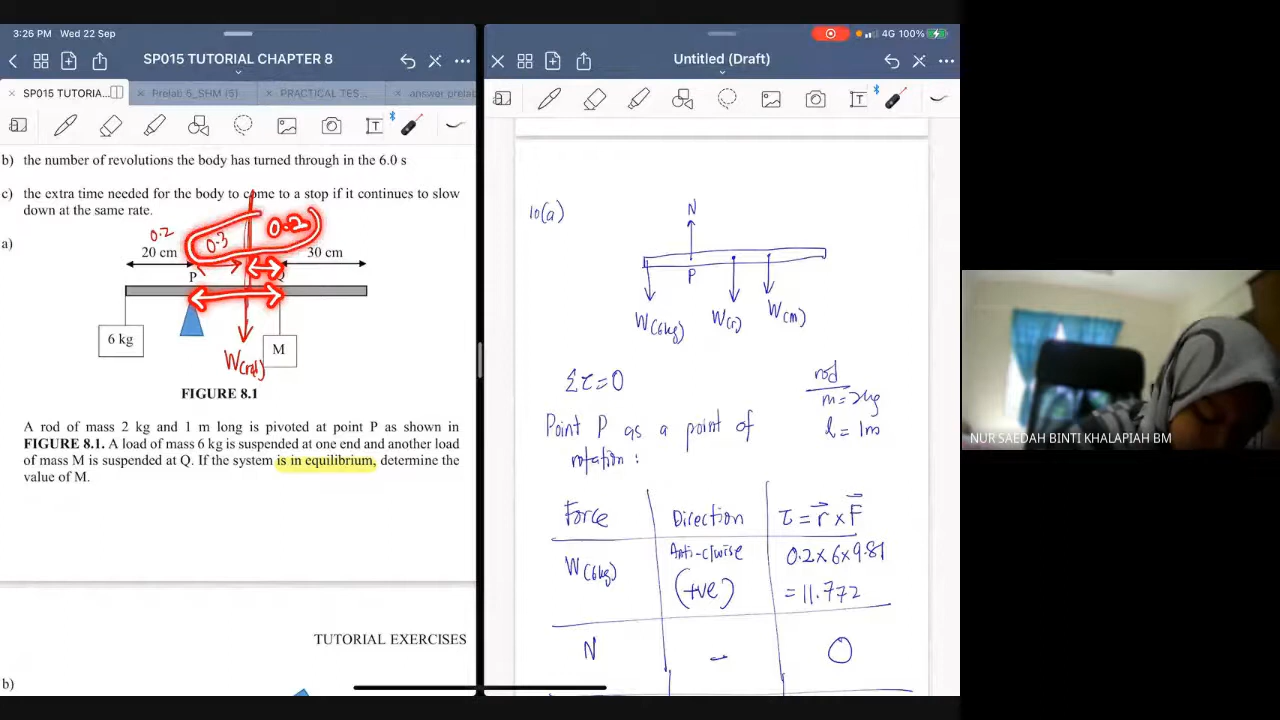 3:26 PM Wed 22 Sep
4G 100%
SP015 TUTORIAL CHAPTER 8
Untitled (Draft)
SP015 TUTORIA...
Prelab 5_SHM (5)
PRACTICAL TES...
answer prelab
b) the number of revolutions the body has turned through in the 6.0 s
c) the extra time needed for the body to come to a stop if it continues to slow
down at the same rate.
a)
0.2
0.3
0.2
20 cm
30 cm
P
Q
6 kg
M
W(rod)
FIGURE 8.1
A rod of mass 2 kg and 1 m long is pivoted at point P as shown in
FIGURE 8.1. A load of mass 6 kg is suspended at one end and another load
of mass M is suspended at Q. If the system is in equilibrium, determine the
value of M.
TUTORIAL EXERCISES
b)
10(a)
N
P
W(6kg)
W(r)
W(m)
Στ=0
rod
m=2kg
l=1m
Point P as a point of
rotation :
Force Direction τ=r⃗×F⃗
W(6kg) Anti-c/wise 0.2×6×9.81
(+ve) =11.772
N - 0
NUR SAEDAH BINTI KHALAPIAH BM